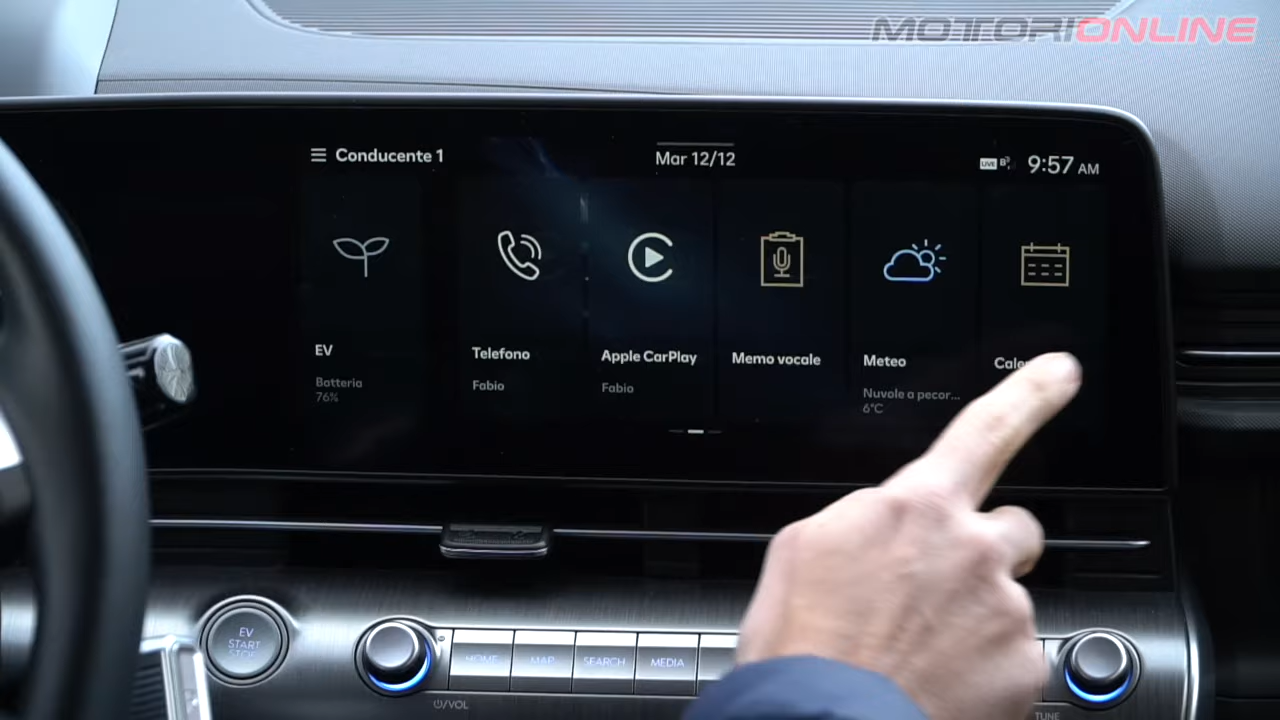 MOTORIONLINE
Conducente 1
Mar 12/12
LIVE
9:57 AM
EV
Batteria
76%
Telefono
Fabio
Apple CarPlay
Fabio
Memo vocale
Meteo
Nuvole a pecor...
6°C
EV
START
STOP
HOME
MAP
SEARCH
MEDIA
/VOL
TUNE